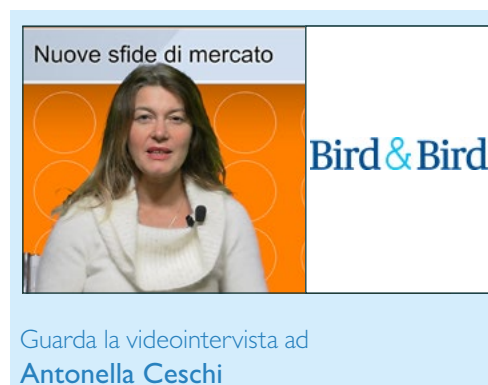 Nuove sfide di mercato
Bird & Bird
Guarda la videointervista ad
Antonella Ceschi